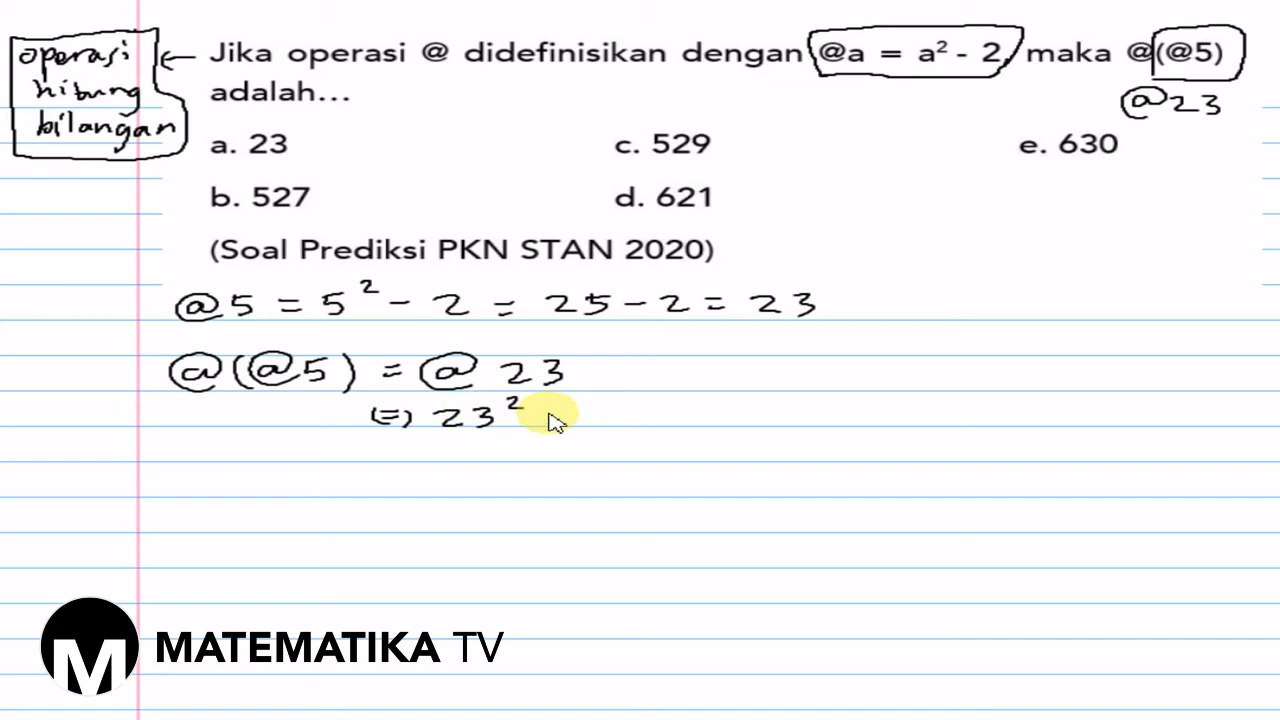 operasi
hitung
bilangan
Jika operasi @ didefinisikan dengan @a = a² - 2, maka @(@5)
@23
adalah...
a. 23 c. 529 e. 630
b. 527 d. 621
(Soal Prediksi PKN STAN 2020)
@5 = 5² - 2 = 25 - 2 = 23
@(@5) = @ 23
(=) 23²
M MATEMATIKA TV